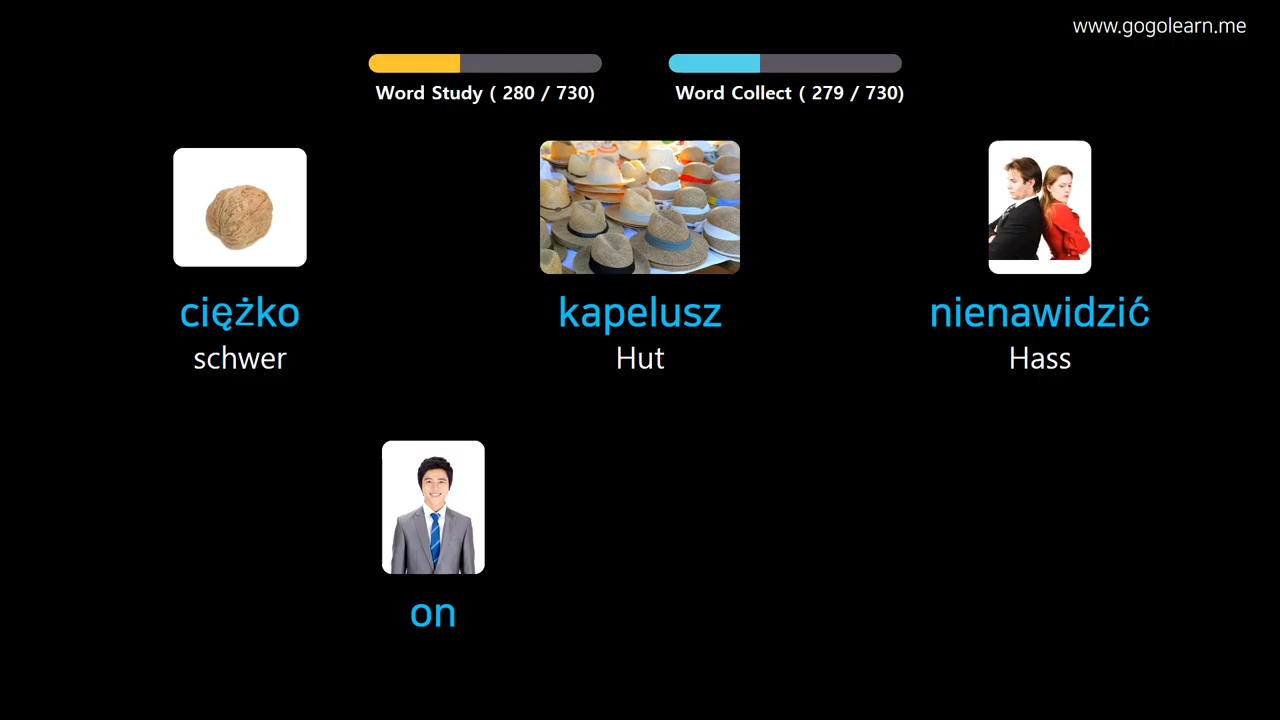 www.gogolearn.me
Word Study ( 280 / 730)
Word Collect ( 279 / 730)
ciężko
schwer
kapelusz
Hut
nienawidzić
Hass
on